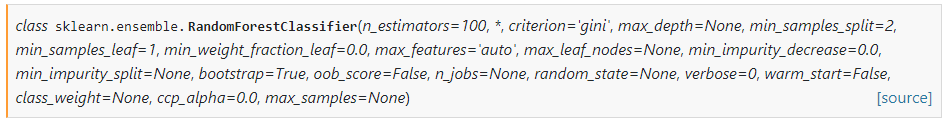 class sklearn.ensemble.RandomForestClassifier(n_estimators=100, *, criterion='gini', max_depth=None, min_samples_split=2,
min_samples_leaf=1, min_weight_fraction_leaf=0.0, max_features='auto', max_leaf_nodes=None, min_impurity_decrease=0.0,
min_impurity_split=None, bootstrap=True, oob_score=False, n_jobs=None, random_state=None, verbose=0, warm_start=False,
class_weight=None, ccp_alpha=0.0, max_samples=None) [source]